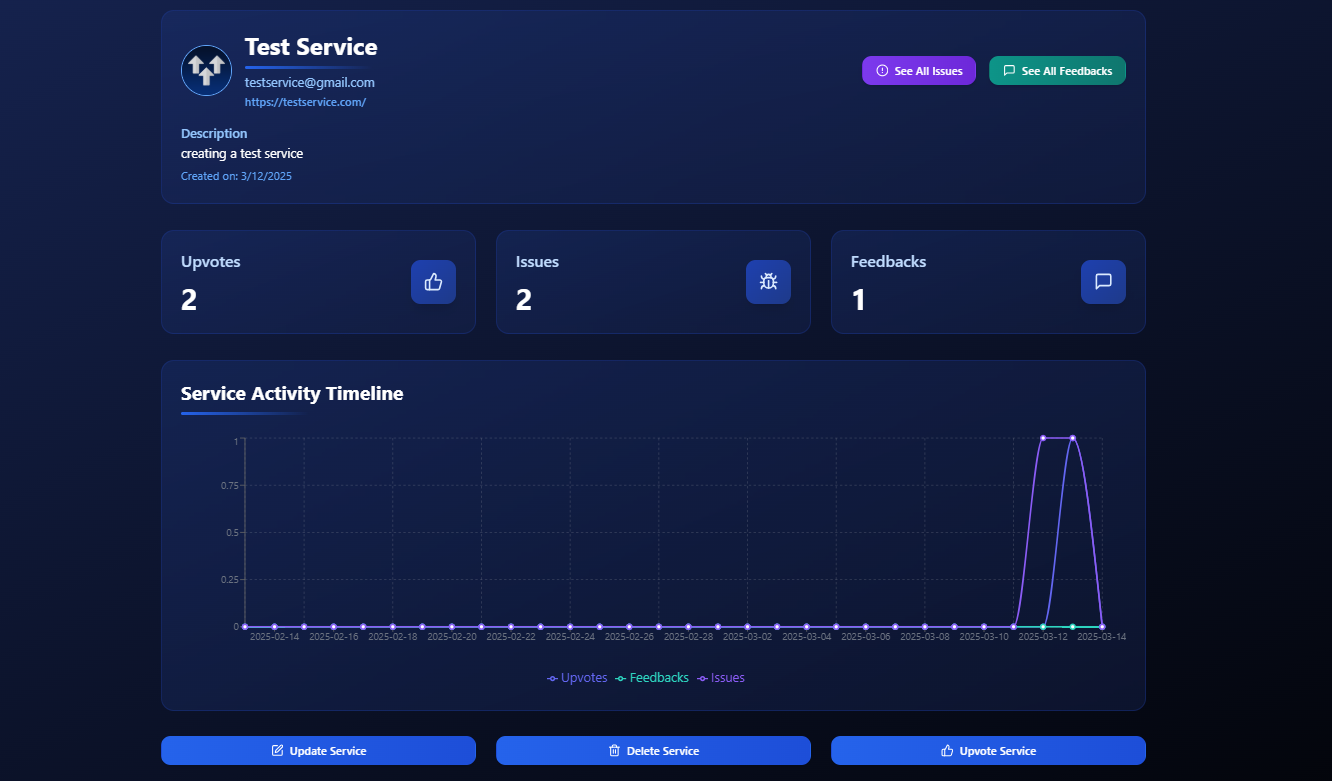 Test Service
testservice@gmail.com
https://testservice.com/
See All Issues
See All Feedbacks
Description
creating a test service
Created on: 3/12/2025
Upvotes
2
Issues
2
Feedbacks
1
Service Activity Timeline
1
0.75
0.5
0.25
0
2025-02-14 2025-02-16 2025-02-18 2025-02-20 2025-02-22 2025-02-24 2025-02-26 2025-02-28 2025-03-02 2025-03-04 2025-03-06 2025-03-08 2025-03-10 2025-03-12 2025-03-14
Upvotes Feedbacks Issues
Update Service
Delete Service
Upvote Service